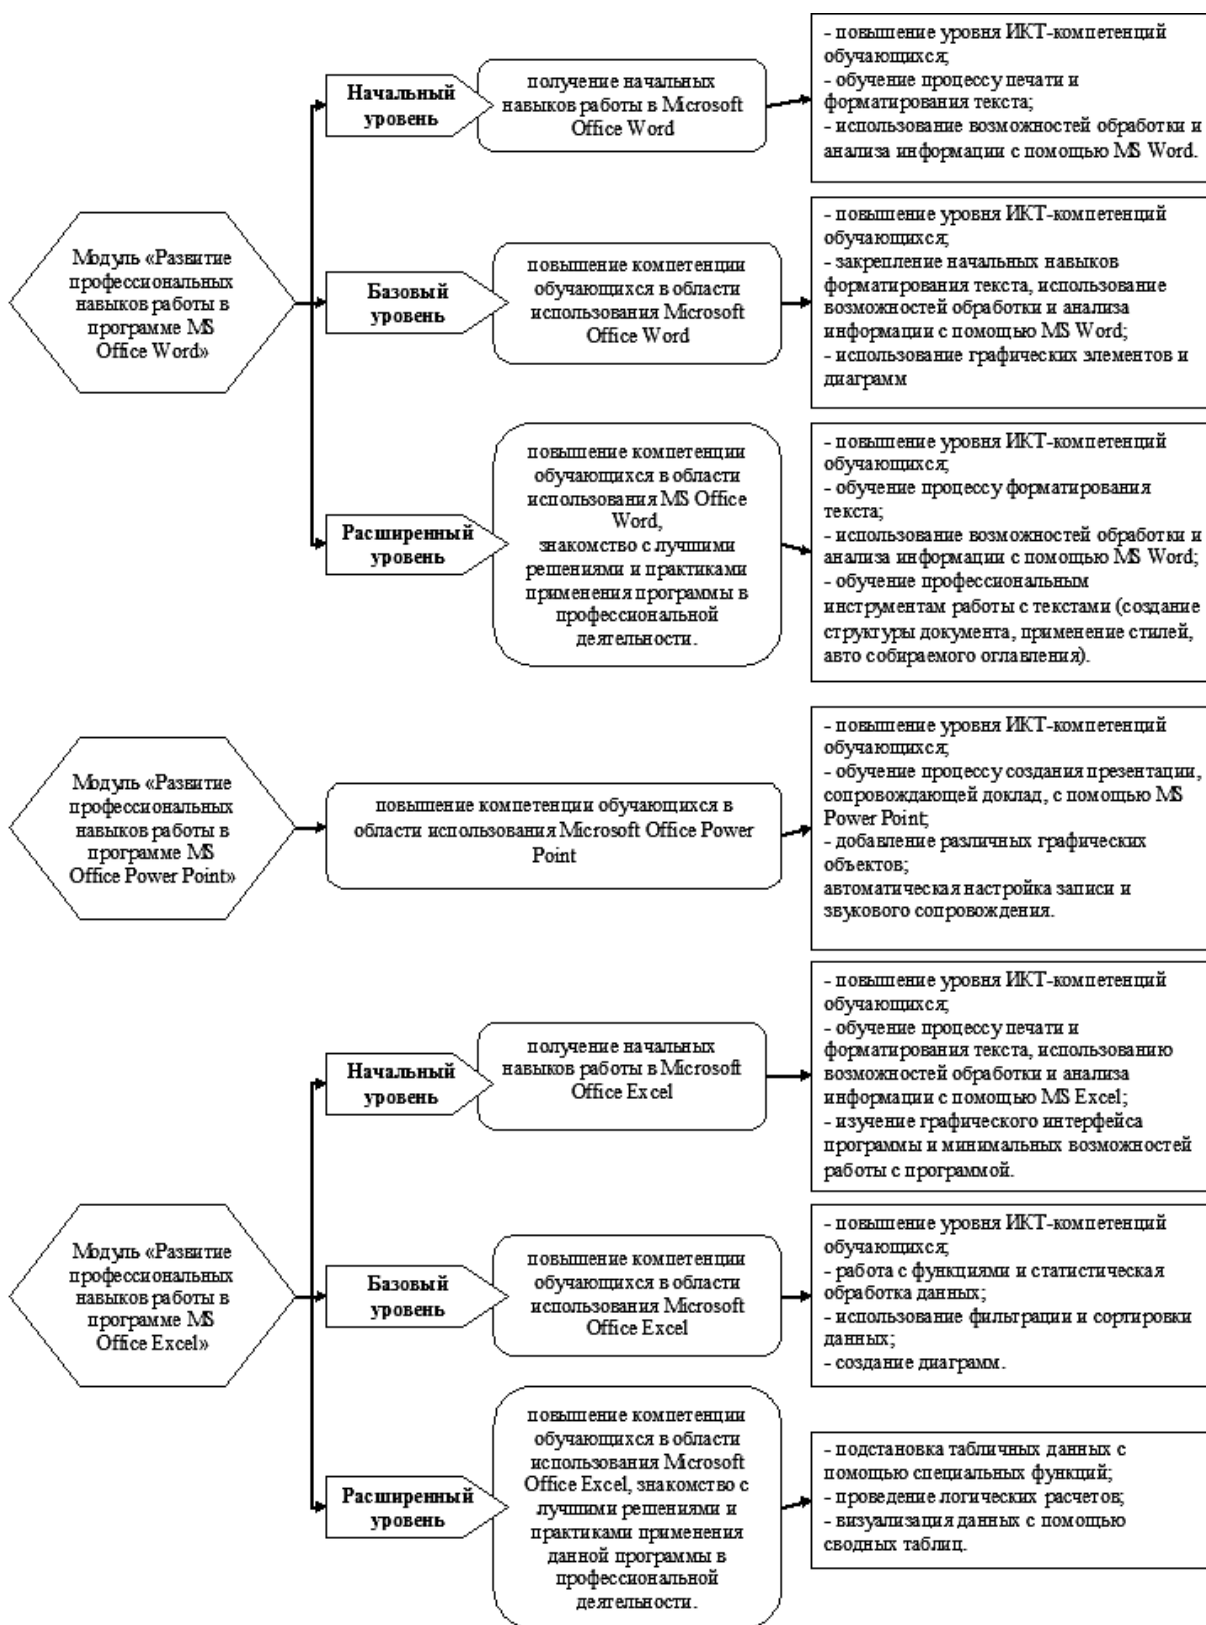 Модуль «Развитие
профессиональных
навыков работы в
программе MS
Office Word»
Начальный
уровень
получение начальных
навыков работы в Microsoft
Office Word
- повышение уровня ИКТ-компетенций
обучающихся;
- обучение процессу печати и
форматирования текста;
- использование возможностей обработки и
анализа информации с помощью MS Word.
Базовый
уровень
повышение компетенции
обучающихся в области
использования Microsoft
Office Word
- повышение уровня ИКТ-компетенций
обучающихся;
- закрепление начальных навыков
форматирования текста, использование
возможностей обработки и анализа
информации с помощью MS Word;
- использование графических элементов и
диаграмм
Расширенный
уровень
повышение компетенции
обучающихся в области
использования MS Office
Word,
знакомство с лучшими
решениями и практиками
применения программы в
профессиональной
деятельности.
- повышение уровня ИКТ-компетенций
обучающихся;
- обучение процессу форматирования
текста;
- использование возможностей обработки и
анализа информации с помощью MS Word;
- обучение профессиональным
инструментам работы с текстами (создание
структуры документа, применение стилей,
авто собираемого оглавления).
Модуль «Развитие
профессиональных
навыков работы в
программе MS
Office Power Point»
повышение компетенции обучающихся в
области использования Microsoft Office Power
Point
- повышение уровня ИКТ-компетенций
обучающихся;
- обучение процессу создания презентации,
сопровождающей доклад, с помощью MS
Power Point;
- добавление различных графических
объектов;
автоматическая настройка записи и
звукового сопровождения.
Модуль «Развитие
профессиональных
навыков работы в
программе MS
Office Excel»
Начальный
уровень
получение начальных
навыков работы в Microsoft
Office Excel
- повышение уровня ИКТ-компетенций
обучающихся;
- обучение процессу печати и
форматирования текста, использованию
возможностей обработки и анализа
информации с помощью MS Excel;
- изучение графического интерфейса
программы и минимальных возможностей
работы с программой.
Базовый
уровень
повышение компетенции
обучающихся в области
использования Microsoft
Office Excel
- повышение уровня ИКТ-компетенций
обучающихся;
- работа с функциями и статистическая
обработка данных;
- использование фильтрации и сортировки
данных;
- создание диаграмм.
Расширенный
уровень
повышение компетенции
обучающихся в области
использования Microsoft
Office Excel, знакомство с
лучшими решениями и
практиками применения
данной программы в
профессиональной
деятельности.
- подстановка табличных данных с
помощью специальных функций;
- проведение логических расчетов;
- визуализация данных с помощью
сводных таблиц.